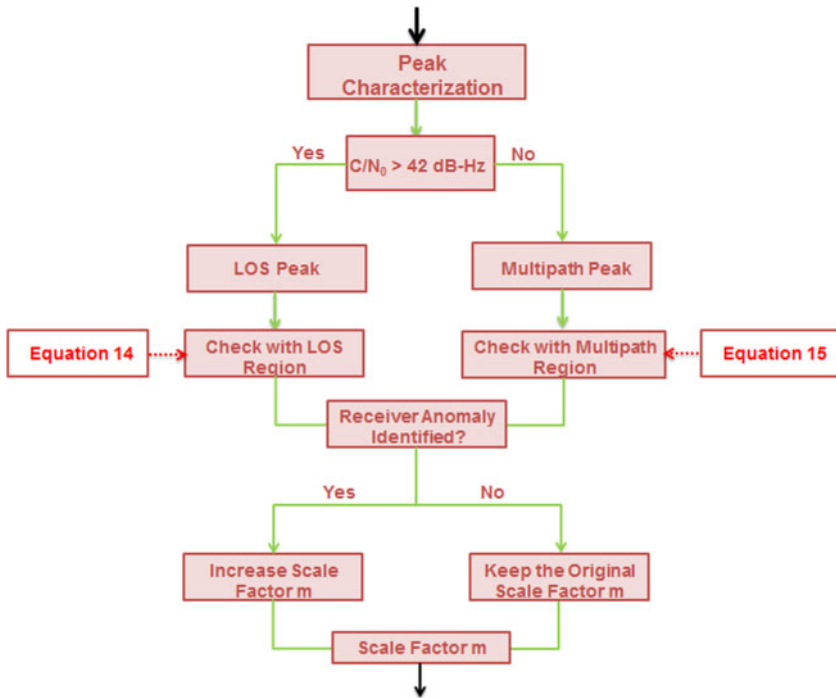 Peak
Characterization
Yes
C/N₀ > 42 dB-Hz
No
LOS Peak
Multipath Peak
Equation 14
Check with LOS
Region
Check with Multipath
Region
Equation 15
Receiver Anomaly
Identified?
Yes
No
Increase Scale
Factor m
Keep the Original
Scale Factor m
Scale Factor m